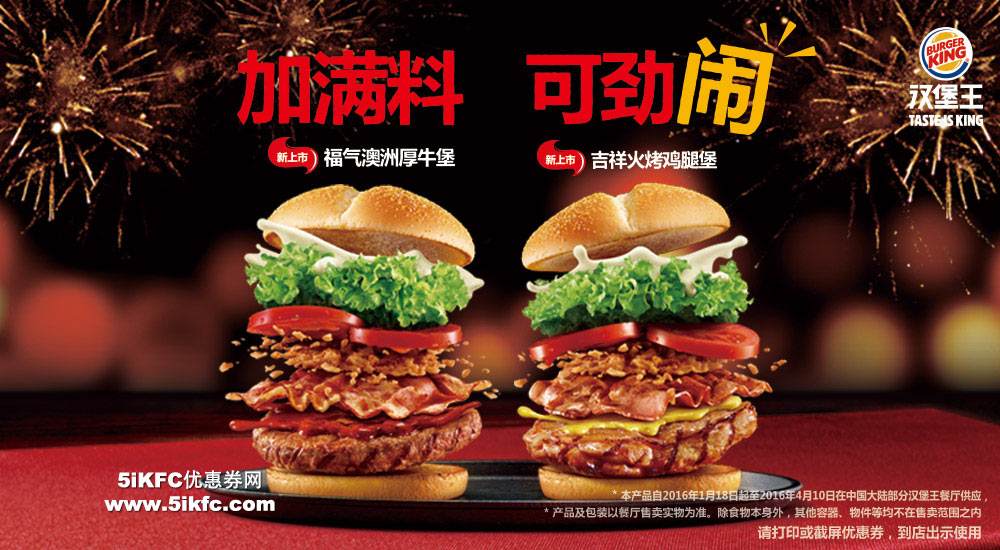 加满料 可劲闹
新上市 福气澳洲厚牛堡
新上市 吉祥火烤鸡腿堡
BURGER
KING
汉堡王
TASTE IS KING
5iKFC优惠券网
www.5ikfc.com
* 本产品自2016年1月18日起至2016年4月10日在中国大陆部分汉堡王餐厅供应，
* 产品及包装以餐厅售卖实物为准。除食物本身外，其他容器、物件等均不在售卖范围之内
请打印或截屏优惠券，到店出示使用